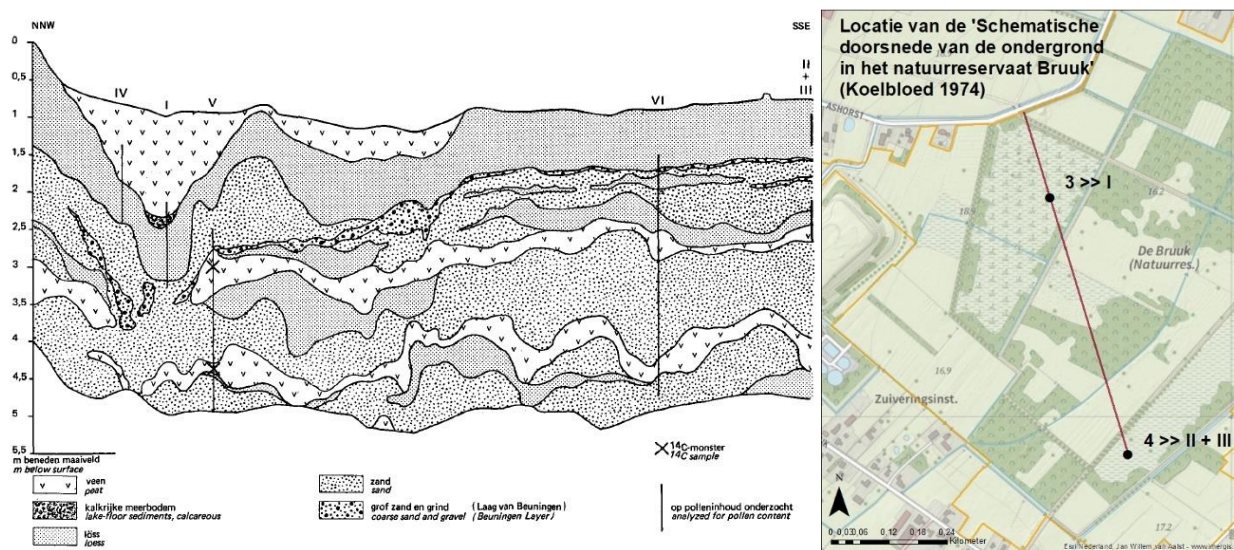 NNW
SSE
0
0,5
1
1,5
2
2,5
3
3,5
4
4,5
5
5,5
IV
I
V
VI
II
+
III
m beneden maaiveld
m below surface
veen
peat
kalkrijke meerbodem
lake-floor sediments, calcareous
löss
loess
zand
sand
grof zand en grind (Laag van Beuningen)
coarse sand and gravel (Beuningen Layer)
14C-monster
14C sample
op polleninhoud onderzocht
analyzed for pollen content
Locatie van de 'Schematische
doorsnede van de ondergrond
in het natuurreservaat Bruuk'
(Koelbloed 1974)
ASHORST
3 >> I
16.2
18.9
De Bruuk
(Natuurres.)
16.9
Zuiveringsinst.
4 >> II + III
N
0 0,03 0,06 0,12 0,18 0,24
Kilometer
17.2
Esri Nederland, Jan Willem van Aalst - www.imergis